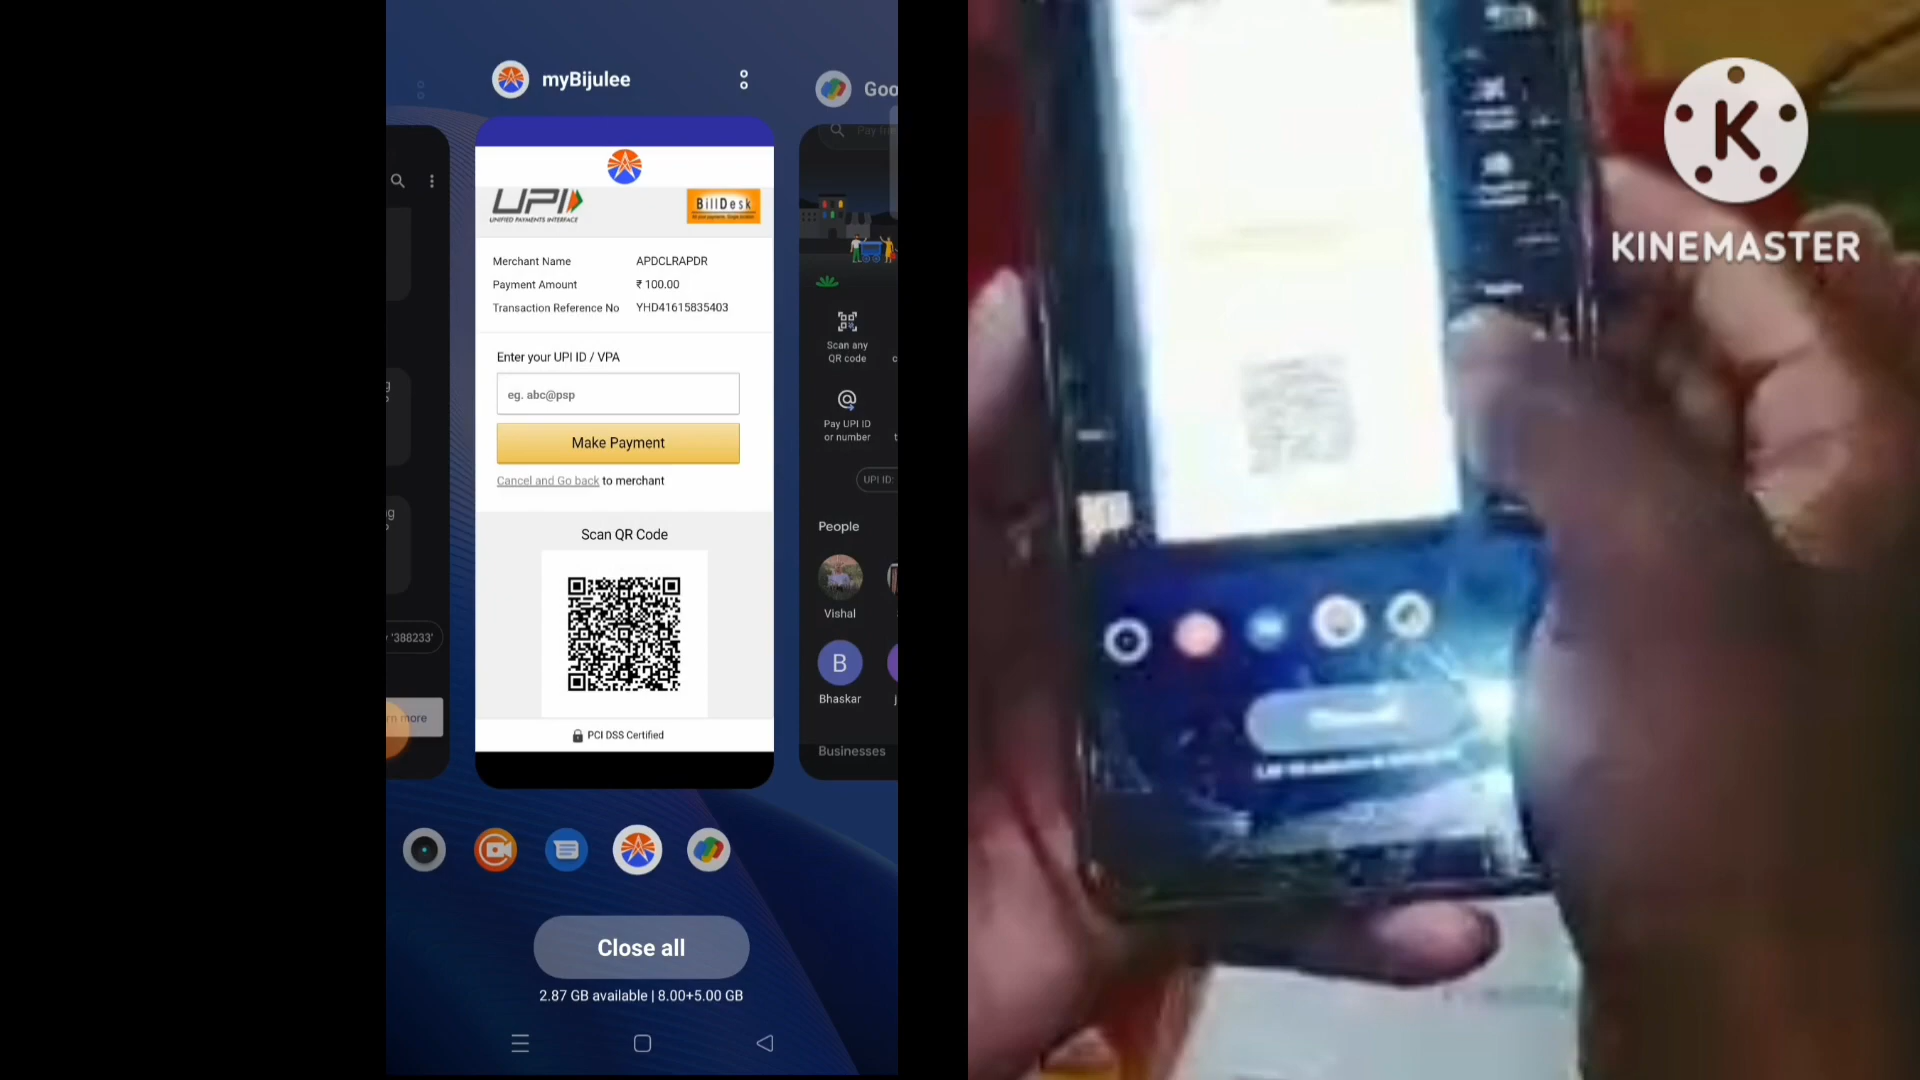 myBijulee
Goo
Pay fri
UPI
UNIFIED PAYMENTS INTERFACE
BillDesk
Merchant Name APDCLRAPDR
Payment Amount ₹ 100.00
Transaction Reference No YHD41615835403
Enter your UPI ID / VPA
eg. abc@psp
Make Payment
Cancel and Go back to merchant
Scan QR Code
PCI DSS Certified
g
?
g
?
'388233'
rn more
Scan any
QR code
c
Pay UPI ID
or number
t
UPI ID:
People
Vishal
B
Bhaskar
j
Businesses
Close all
2.87 GB available | 8.00+5.00 GB
K
KINEMASTER